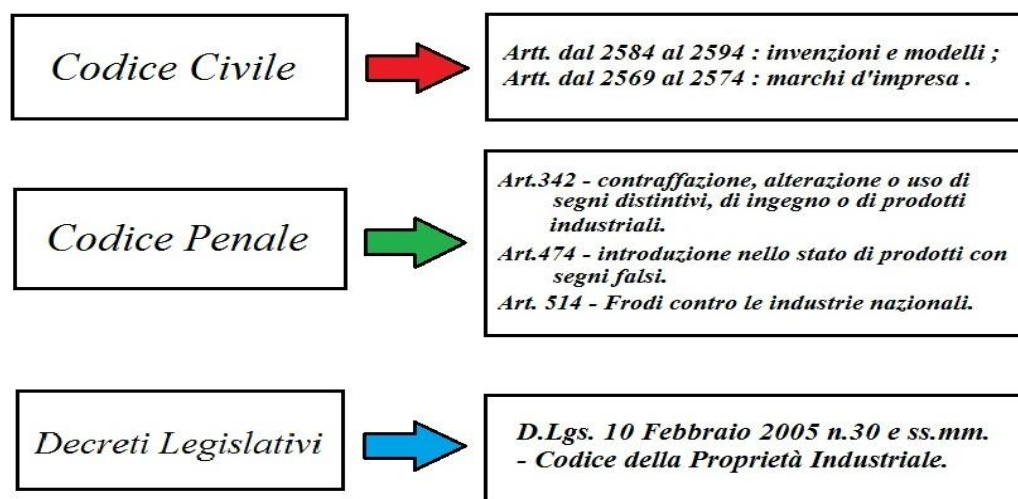 Codice Civile
Artt. dal 2584 al 2594 : invenzioni e modelli ;
Artt. dal 2569 al 2574 : marchi d'impresa .
Codice Penale
Art.342 - contraffazione, alterazione o uso di
segni distintivi, di ingegno o di prodotti
industriali.
Art.474 - introduzione nello stato di prodotti con
segni falsi.
Art. 514 - Frodi contro le industrie nazionali.
Decreti Legislativi
D.Lgs. 10 Febbraio 2005 n.30 e ss.mm.
- Codice della Proprietà Industriale.